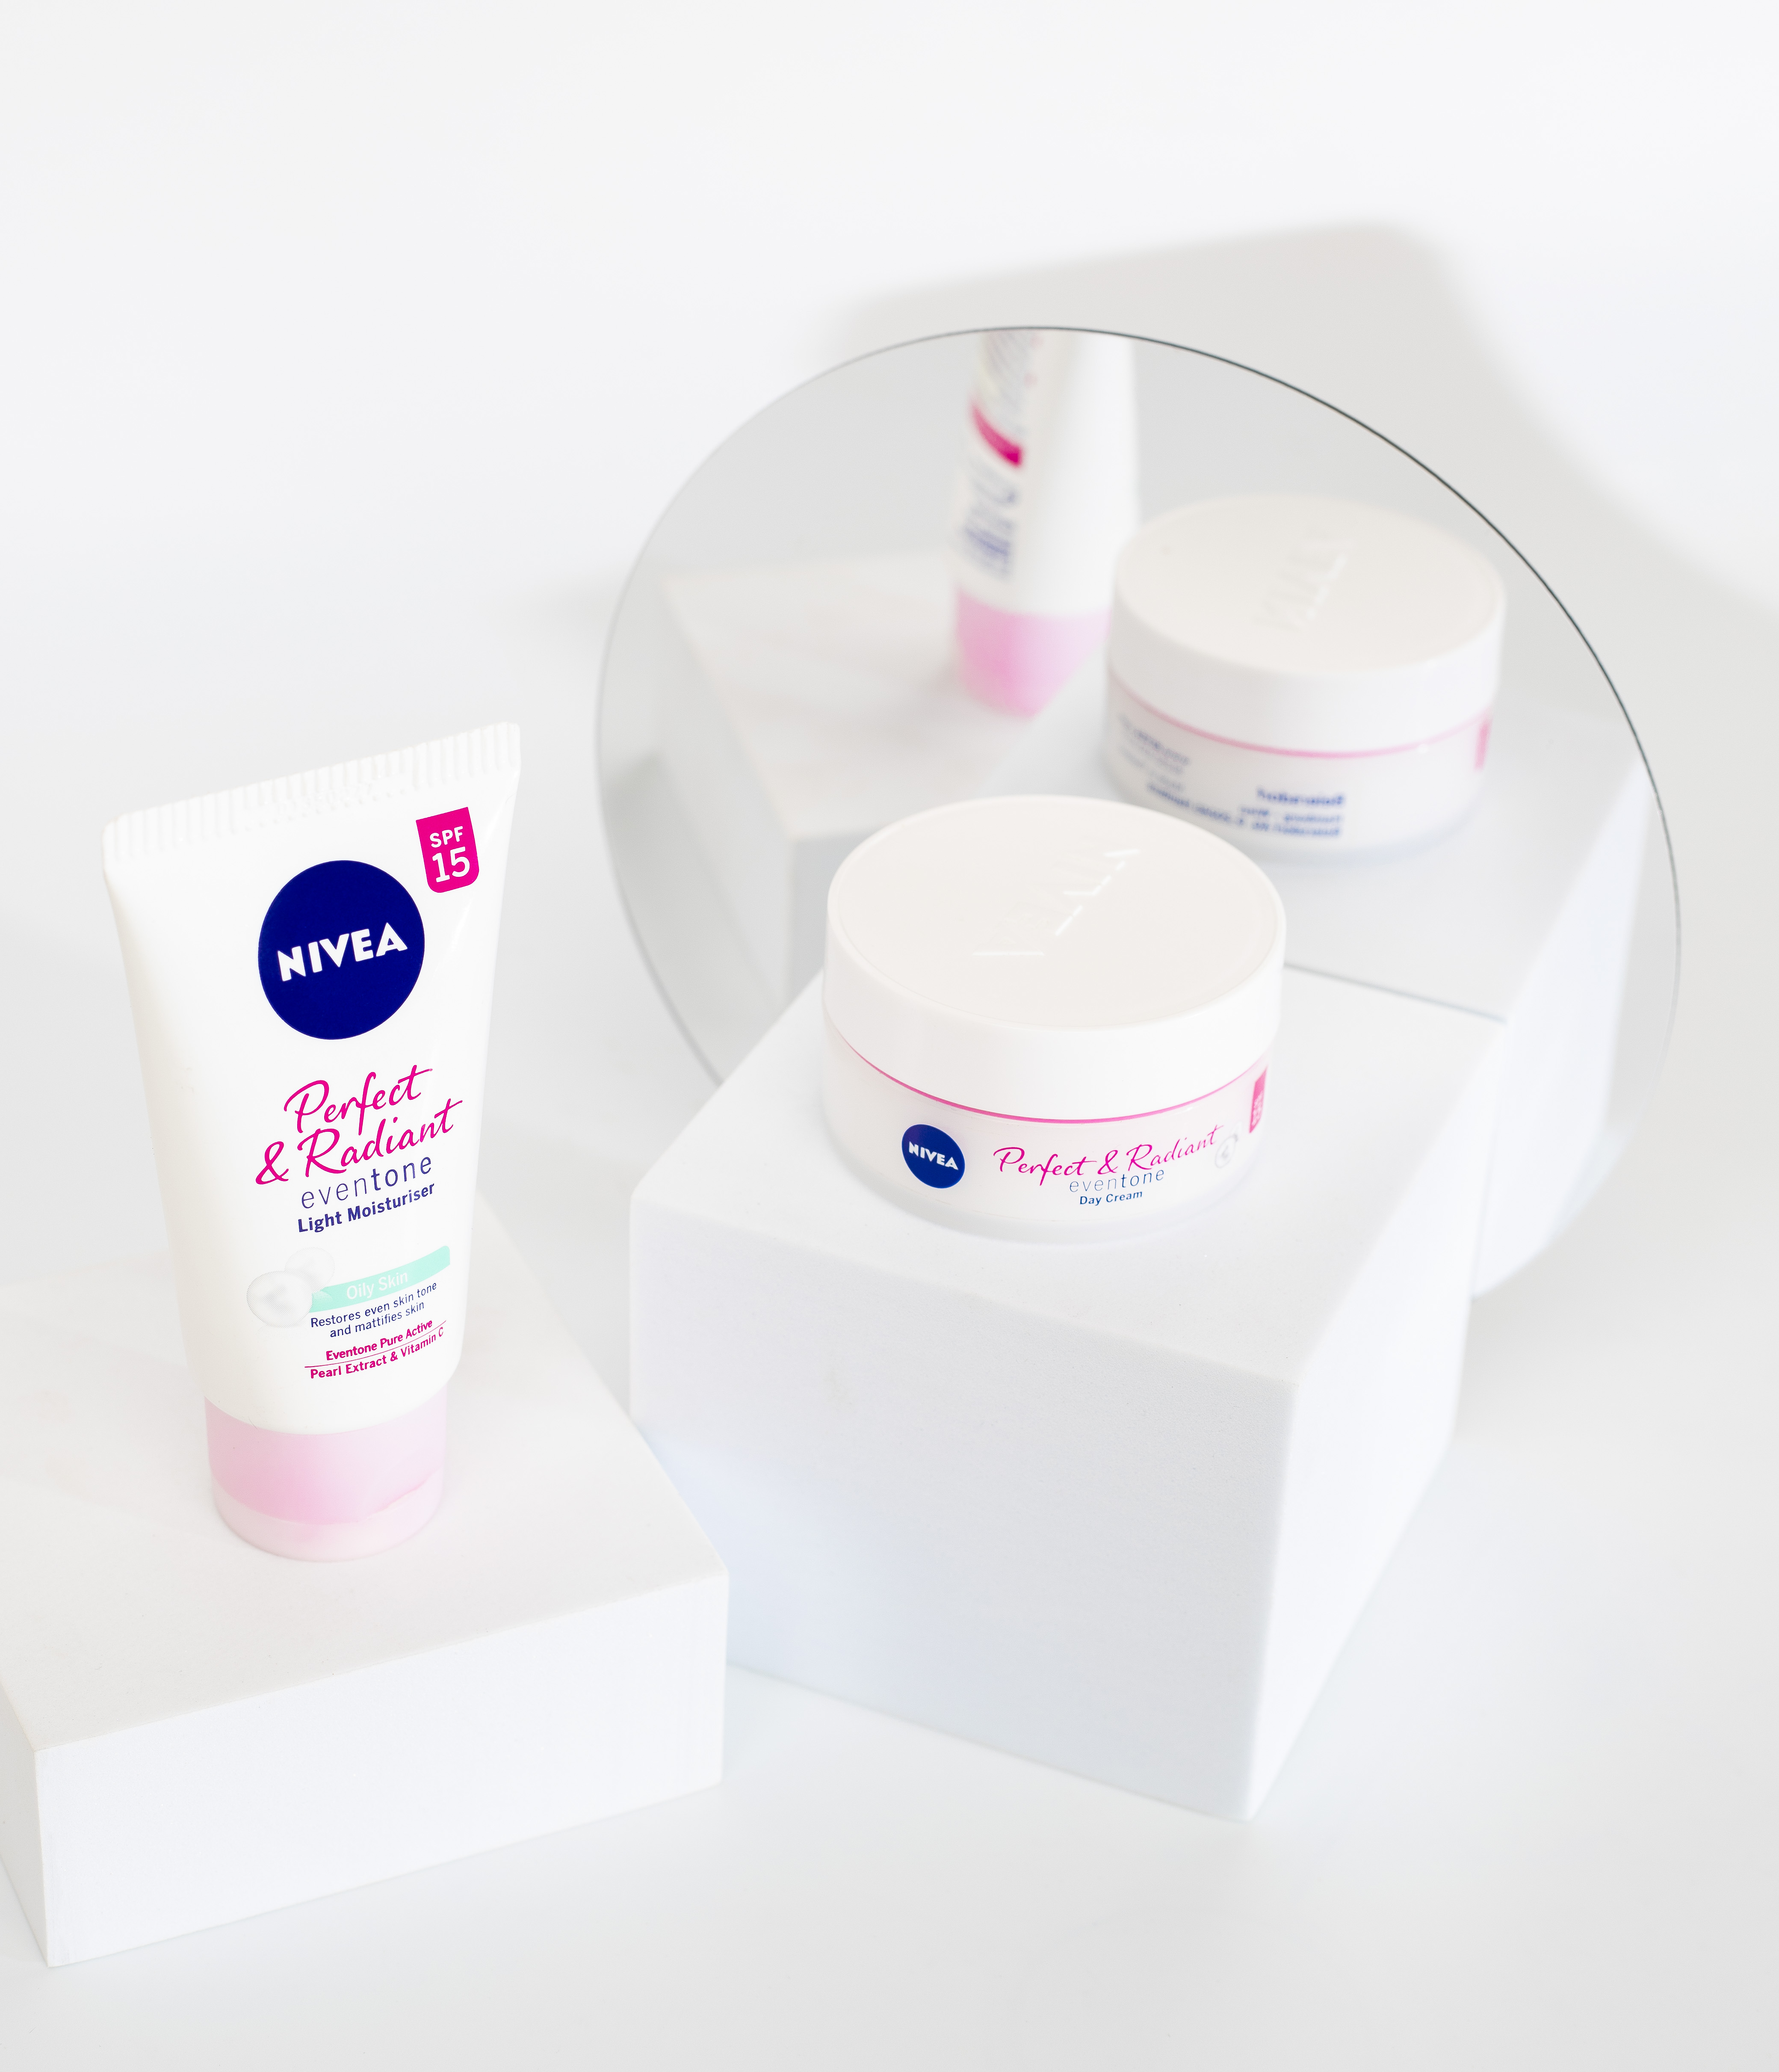 SPF
15
NIVEA
Perfect
& Radiant
eventone
Light Moisturiser
Oily Skin
Restores even skin tone
and mattifies skin
Eventone Pure Active
Pearl Extract & Vitamin C
NIVEA
Perfect & Radiant
eventone
Day Cream